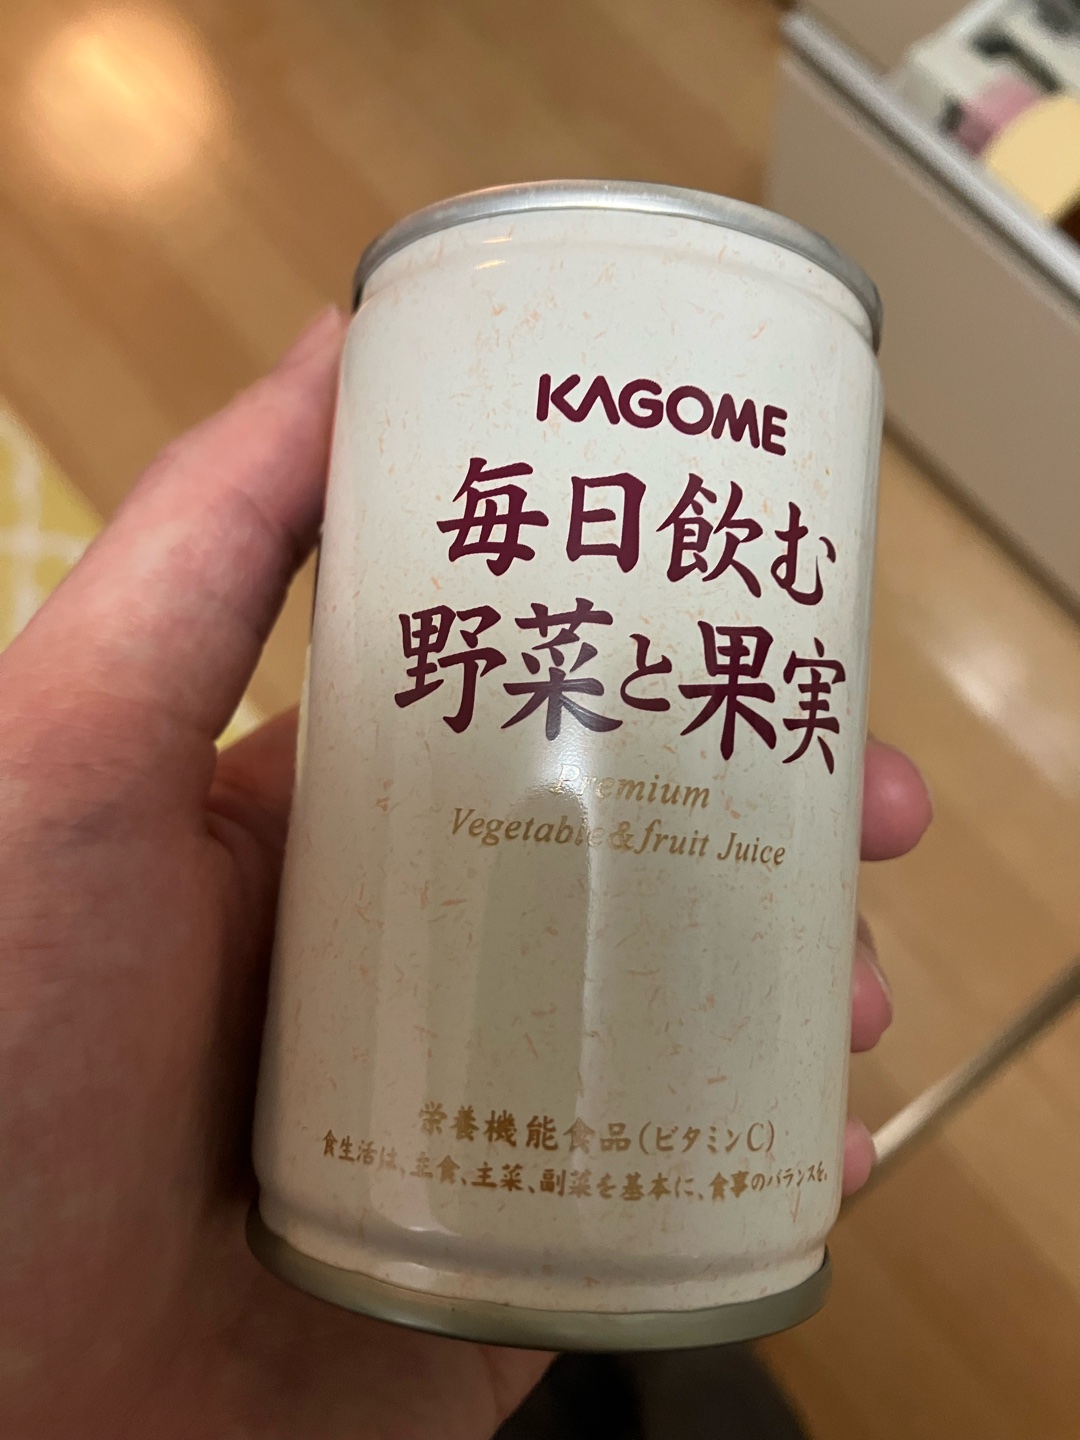 KAGOME
毎日飲む
野菜と果実
Premium
Vegetable&fruit Juice
栄養機能食品(ビタミンC)
食生活は、主食、主菜、副菜を基本に、食事のバランスを。